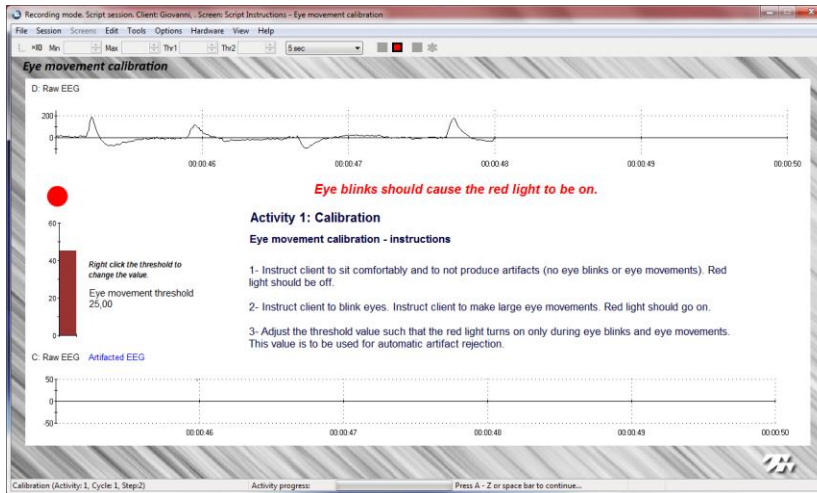 Recording mode. Script session. Client: Giovanni, . Screen: Script Instructions - Eye movement calibration
File Session Screens Edit Tools Options Hardware View Help
×10 Min Max Thr1 Thr2 5 sec
Eye movement calibration
D: Raw EEG
200
0
00:00:46 00:00:47 00:00:48 00:00:49 00:00:50
Eye blinks should cause the red light to be on.
60
40
20
0
Right click the threshold to
change the value.
Eye movement threshold
25,00
Activity 1: Calibration
Eye movement calibration - instructions
1- Instruct client to sit comfortably and to not produce artifacts (no eye blinks or eye movements). Red
light should be off.
2- Instruct client to blink eyes. Instruct client to make large eye movements. Red light should go on.
3- Adjust the threshold value such that the red light turns on only during eye blinks and eye movements.
This value is to be used for automatic artifact rejection.
C: Raw EEG Artifacted EEG
50
0
-50
00:00:46 00:00:47 00:00:48 00:00:49 00:00:50
Calibration (Activity: 1, Cycle: 1, Step:2) Activity progress: Press A - Z or space bar to continue...